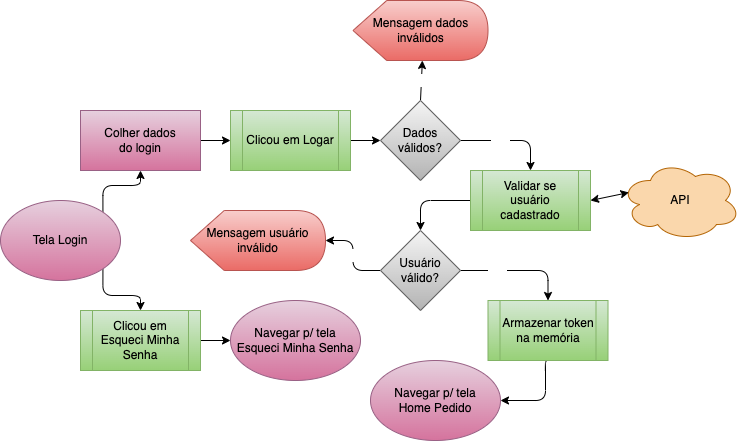 Mensagem dados
inválidos
Colher dados
do login
Clicou em Logar
Dados
válidos?
Validar se
usuário
cadastrado
API
Tela Login
Mensagem usuário
inválido
Usuário
válido?
Clicou em
Esqueci Minha
Senha
Navegar p/ tela
Esqueci Minha Senha
Armazenar token
na memória
Navegar p/ tela
Home Pedido